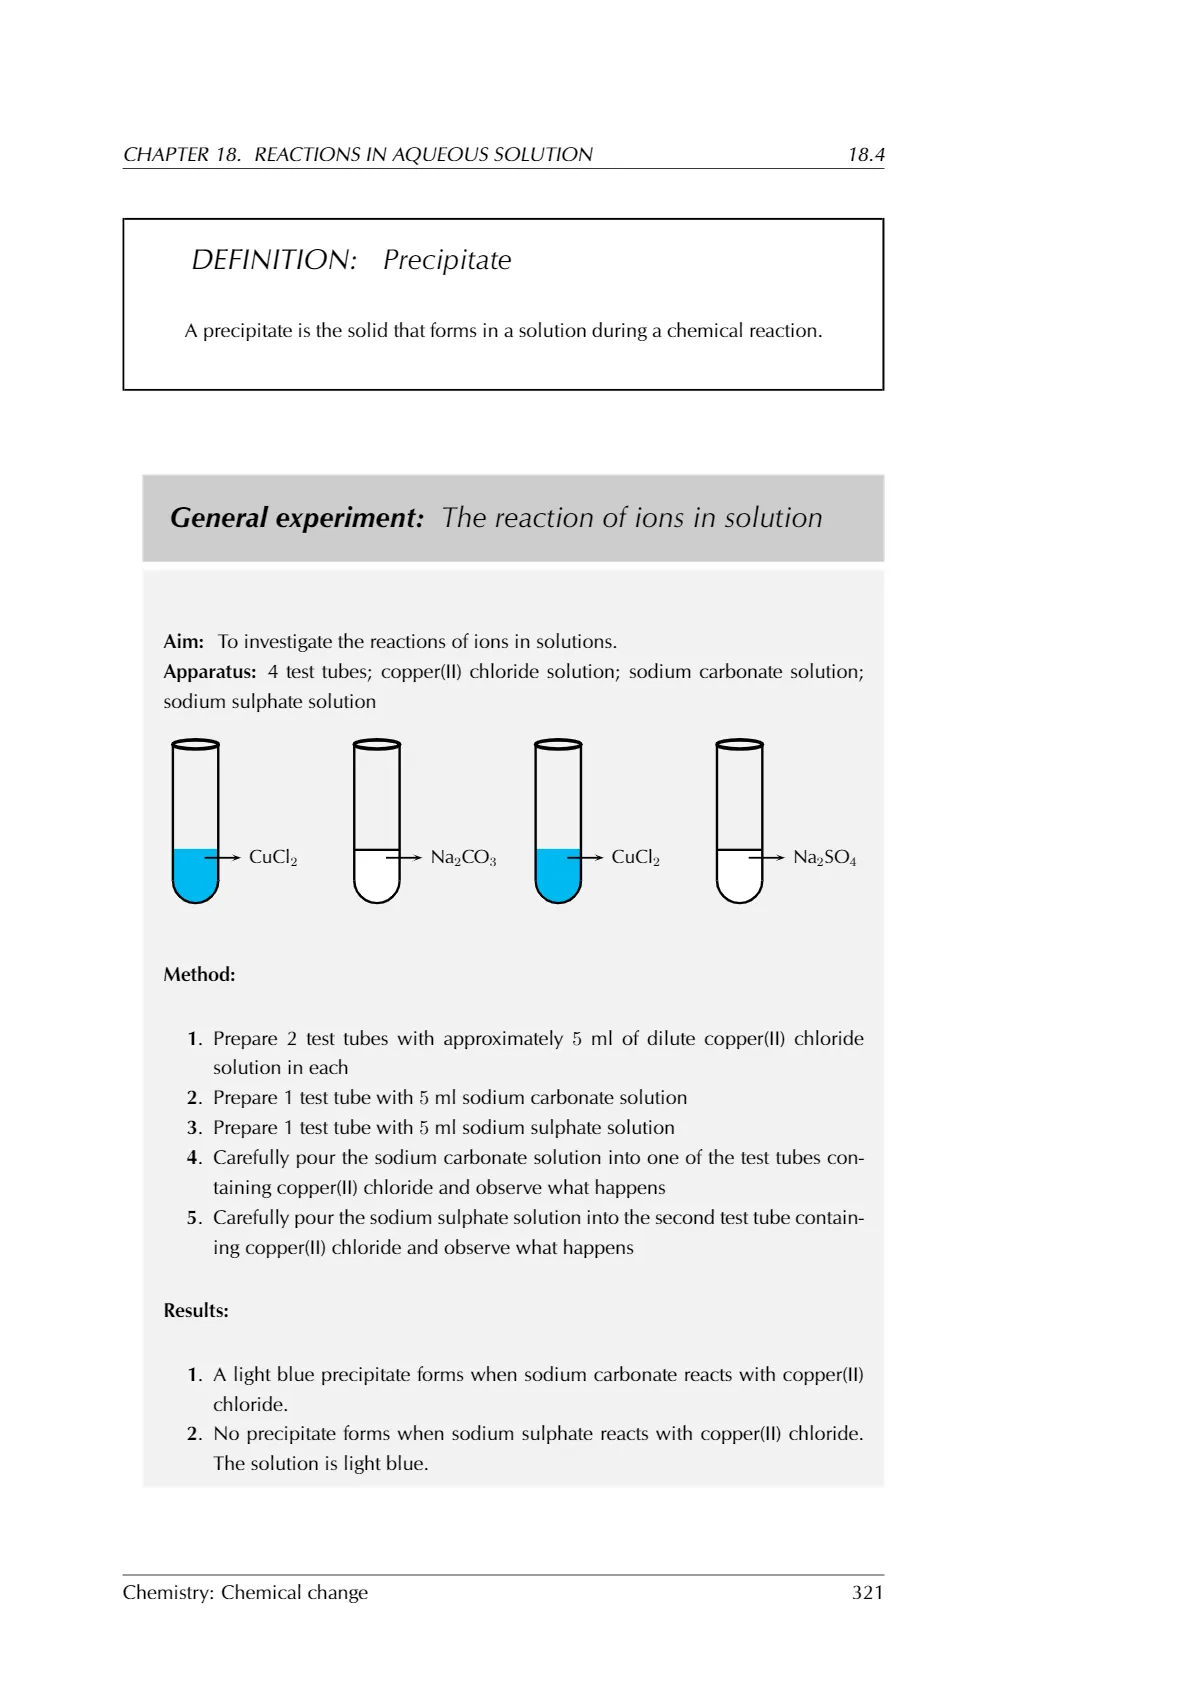 CHAPTER 18. REACTIONS IN AQUEOUS SOLUTION 18.4
DEFINITION: Precipitate
A precipitate is the solid that forms in a solution during a chemical reaction.
General experiment: The reaction of ions in solution
Aim: To investigate the reactions of ions in solutions.
Apparatus: 4 test tubes; copper(II) chloride solution; sodium carbonate solution;
sodium sulphate solution
CuCl₂ Na₂CO₃ CuCl₂ Na₂SO₄
Method:
1. Prepare 2 test tubes with approximately 5 ml of dilute copper(II) chloride
solution in each
2. Prepare 1 test tube with 5 ml sodium carbonate solution
3. Prepare 1 test tube with 5 ml sodium sulphate solution
4. Carefully pour the sodium carbonate solution into one of the test tubes con-
taining copper(II) chloride and observe what happens
5. Carefully pour the sodium sulphate solution into the second test tube contain-
ing copper(II) chloride and observe what happens
Results:
1. A light blue precipitate forms when sodium carbonate reacts with copper(II)
chloride.
2. No precipitate forms when sodium sulphate reacts with copper(II) chloride.
The solution is light blue.
Chemistry: Chemical change 321